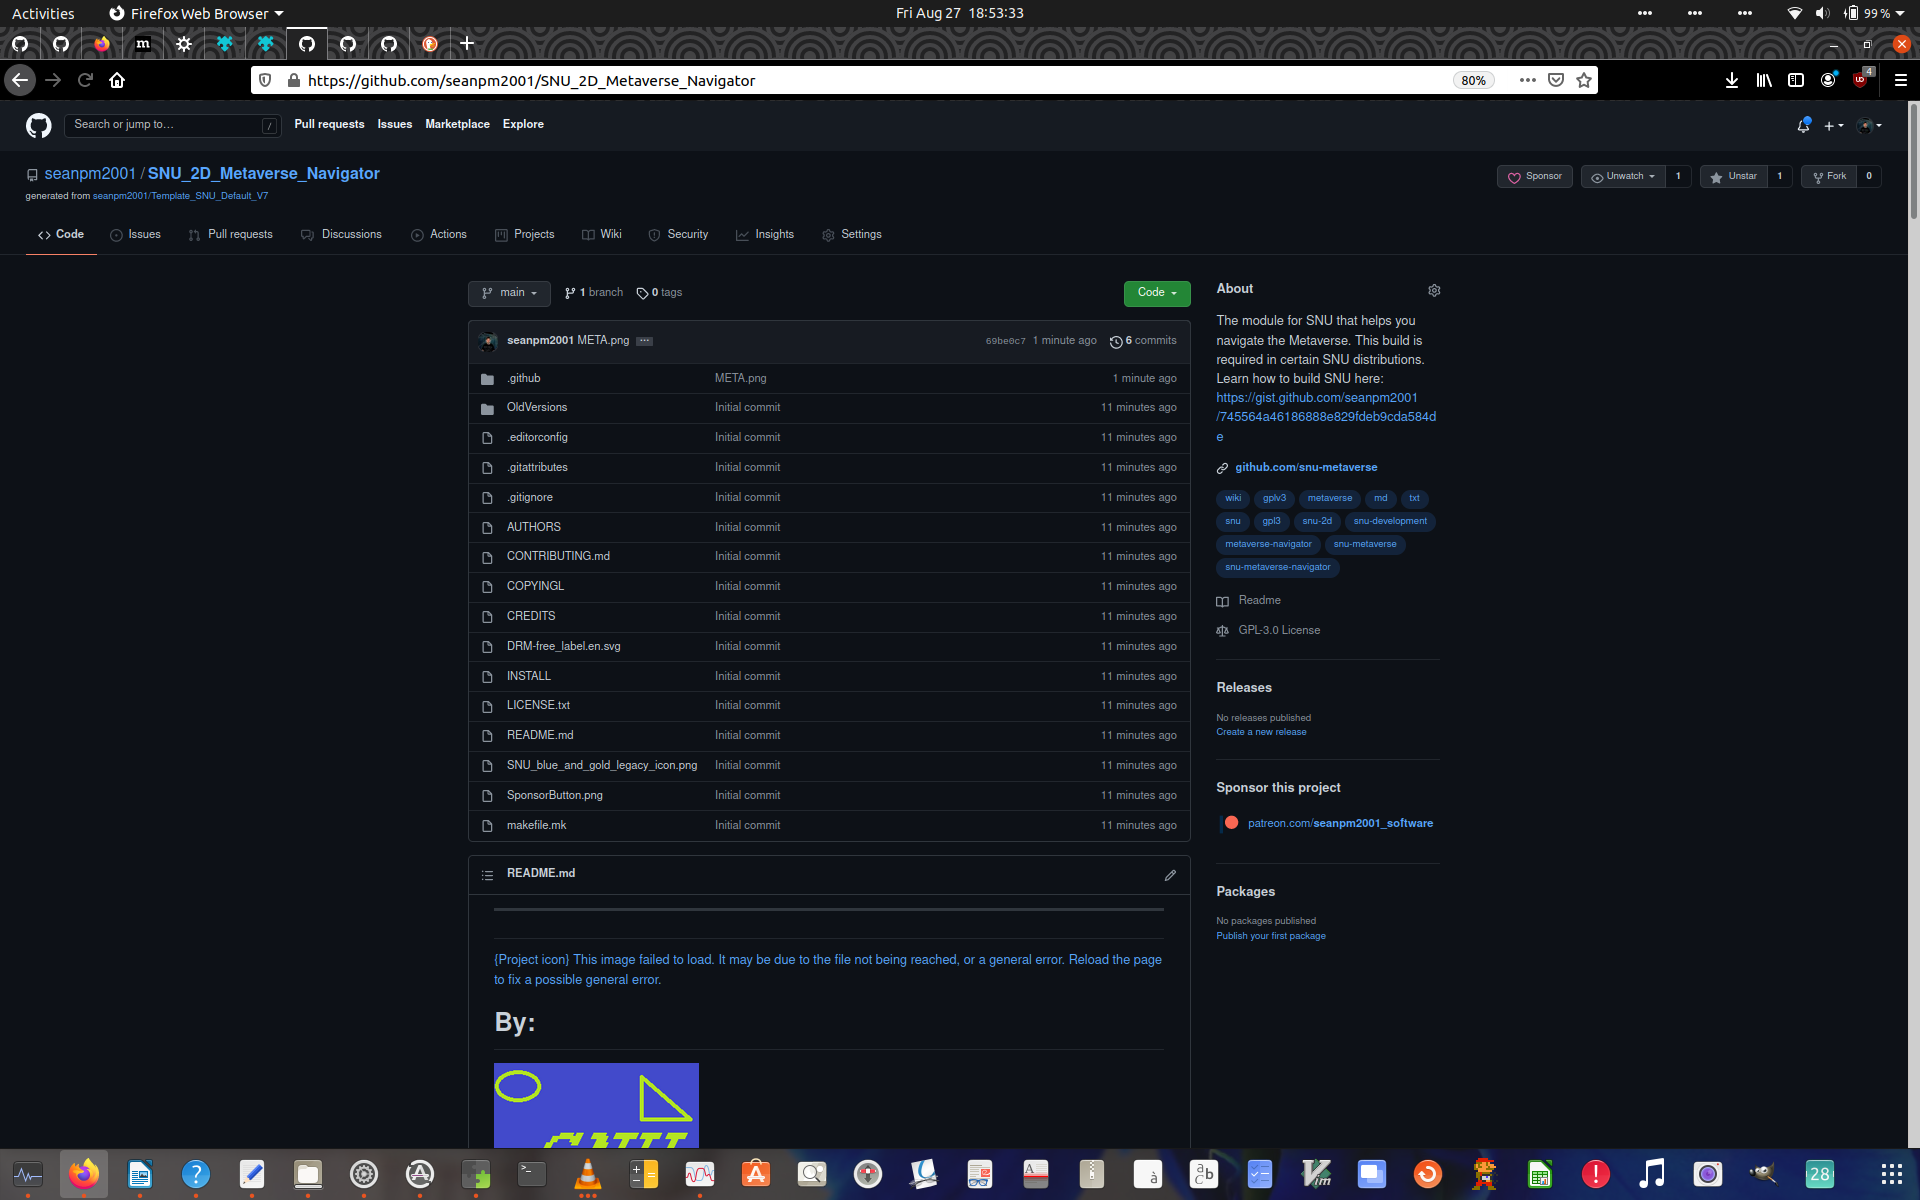 Activities Firefox Web Browser Fri Aug 27 18:53:33 99 %
https://github.com/seanpm2001/SNU_2D_Metaverse_Navigator 80% 4
Search or jump to… / Pull requests Issues Marketplace Explore
seanpm2001 / SNU_2D_Metaverse_Navigator Sponsor Unwatch 1 Unstar 1 Fork 0
generated from seanpm2001/Template_SNU_Default_V7
Code Issues Pull requests Discussions Actions Projects Wiki Security Insights Settings
main 1 branch 0 tags Code
seanpm2001 META.png 69be0c7 1 minute ago 6 commits
.github META.png 1 minute ago
OldVersions Initial commit 11 minutes ago
.editorconfig Initial commit 11 minutes ago
.gitattributes Initial commit 11 minutes ago
.gitignore Initial commit 11 minutes ago
AUTHORS Initial commit 11 minutes ago
CONTRIBUTING.md Initial commit 11 minutes ago
COPYINGL Initial commit 11 minutes ago
CREDITS Initial commit 11 minutes ago
DRM-free_label.en.svg Initial commit 11 minutes ago
INSTALL Initial commit 11 minutes ago
LICENSE.txt Initial commit 11 minutes ago
README.md Initial commit 11 minutes ago
SNU_blue_and_gold_legacy_icon.png Initial commit 11 minutes ago
SponsorButton.png Initial commit 11 minutes ago
makefile.mk Initial commit 11 minutes ago
README.md
{Project icon} This image failed to load. It may be due to the file not being reached, or a general error. Reload the page
to fix a possible general error.
By:
About
The module for SNU that helps you
navigate the Metaverse. This build is
required in certain SNU distributions.
Learn how to build SNU here:
https://gist.github.com/seanpm2001
/745564a46186888e829fdeb9cda584d
e
github.com/snu-metaverse
wiki gplv3 metaverse md txt
snu gpl3 snu-2d snu-development
metaverse-navigator snu-metaverse
snu-metaverse-navigator
Readme
GPL-3.0 License
Releases
No releases published
Create a new release
Sponsor this project
patreon.com/seanpm2001_software
Packages
No packages published
Publish your first package
28